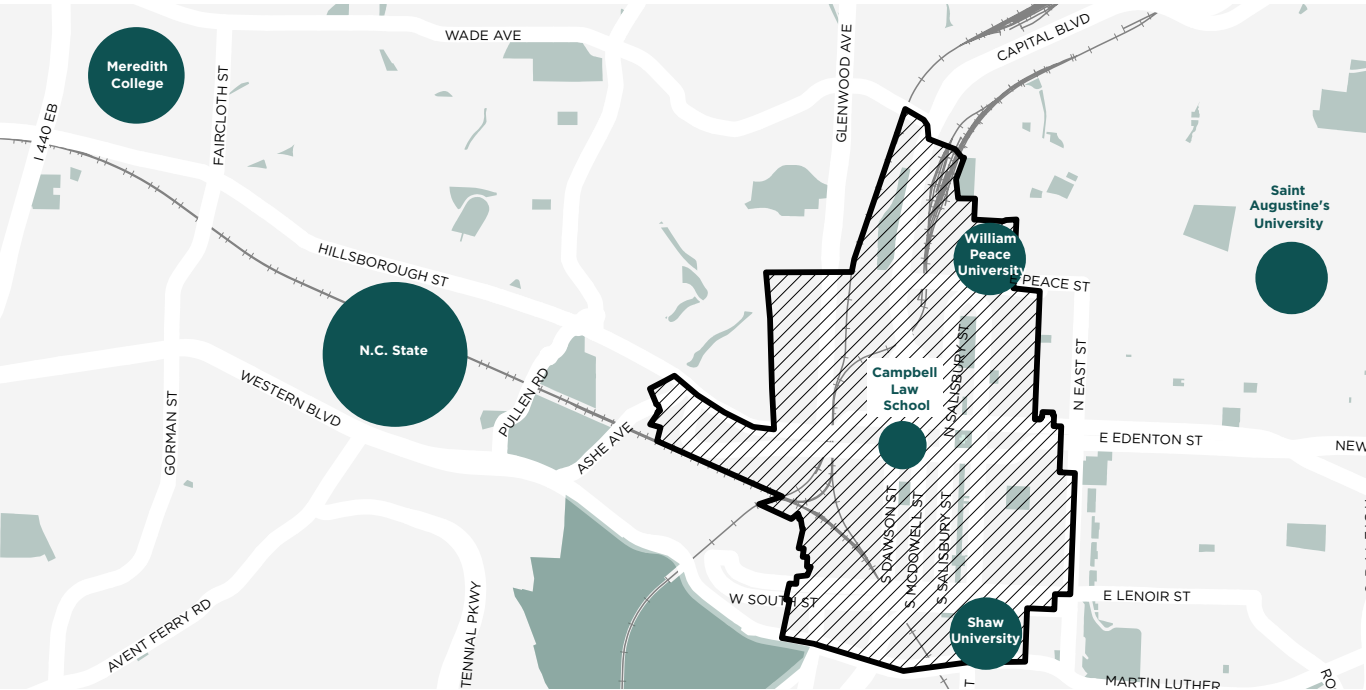 WADE AVE
CAPITAL BLVD
GLENWOOD AVE
Meredith
College
FAIRCLOTH ST
I 440 EB
Saint
Augustine's
University
William
Peace
University
E PEACE ST
HILLSBOROUGH ST
N.C. State
N SALISBURY ST
Campbell
Law
School
N EAST ST
WESTERN BLVD
PULLEN RD
GORMAN ST
ASHE AVE
E EDENTON ST
NEW
S DAWSON ST
S MCDOWELL ST
S SALISBURY ST
W SOUTH ST
E LENOIR ST
AVENT FERRY RD
TENNIAL PKWY
Shaw
University
MARTIN LUTHER
RO
T